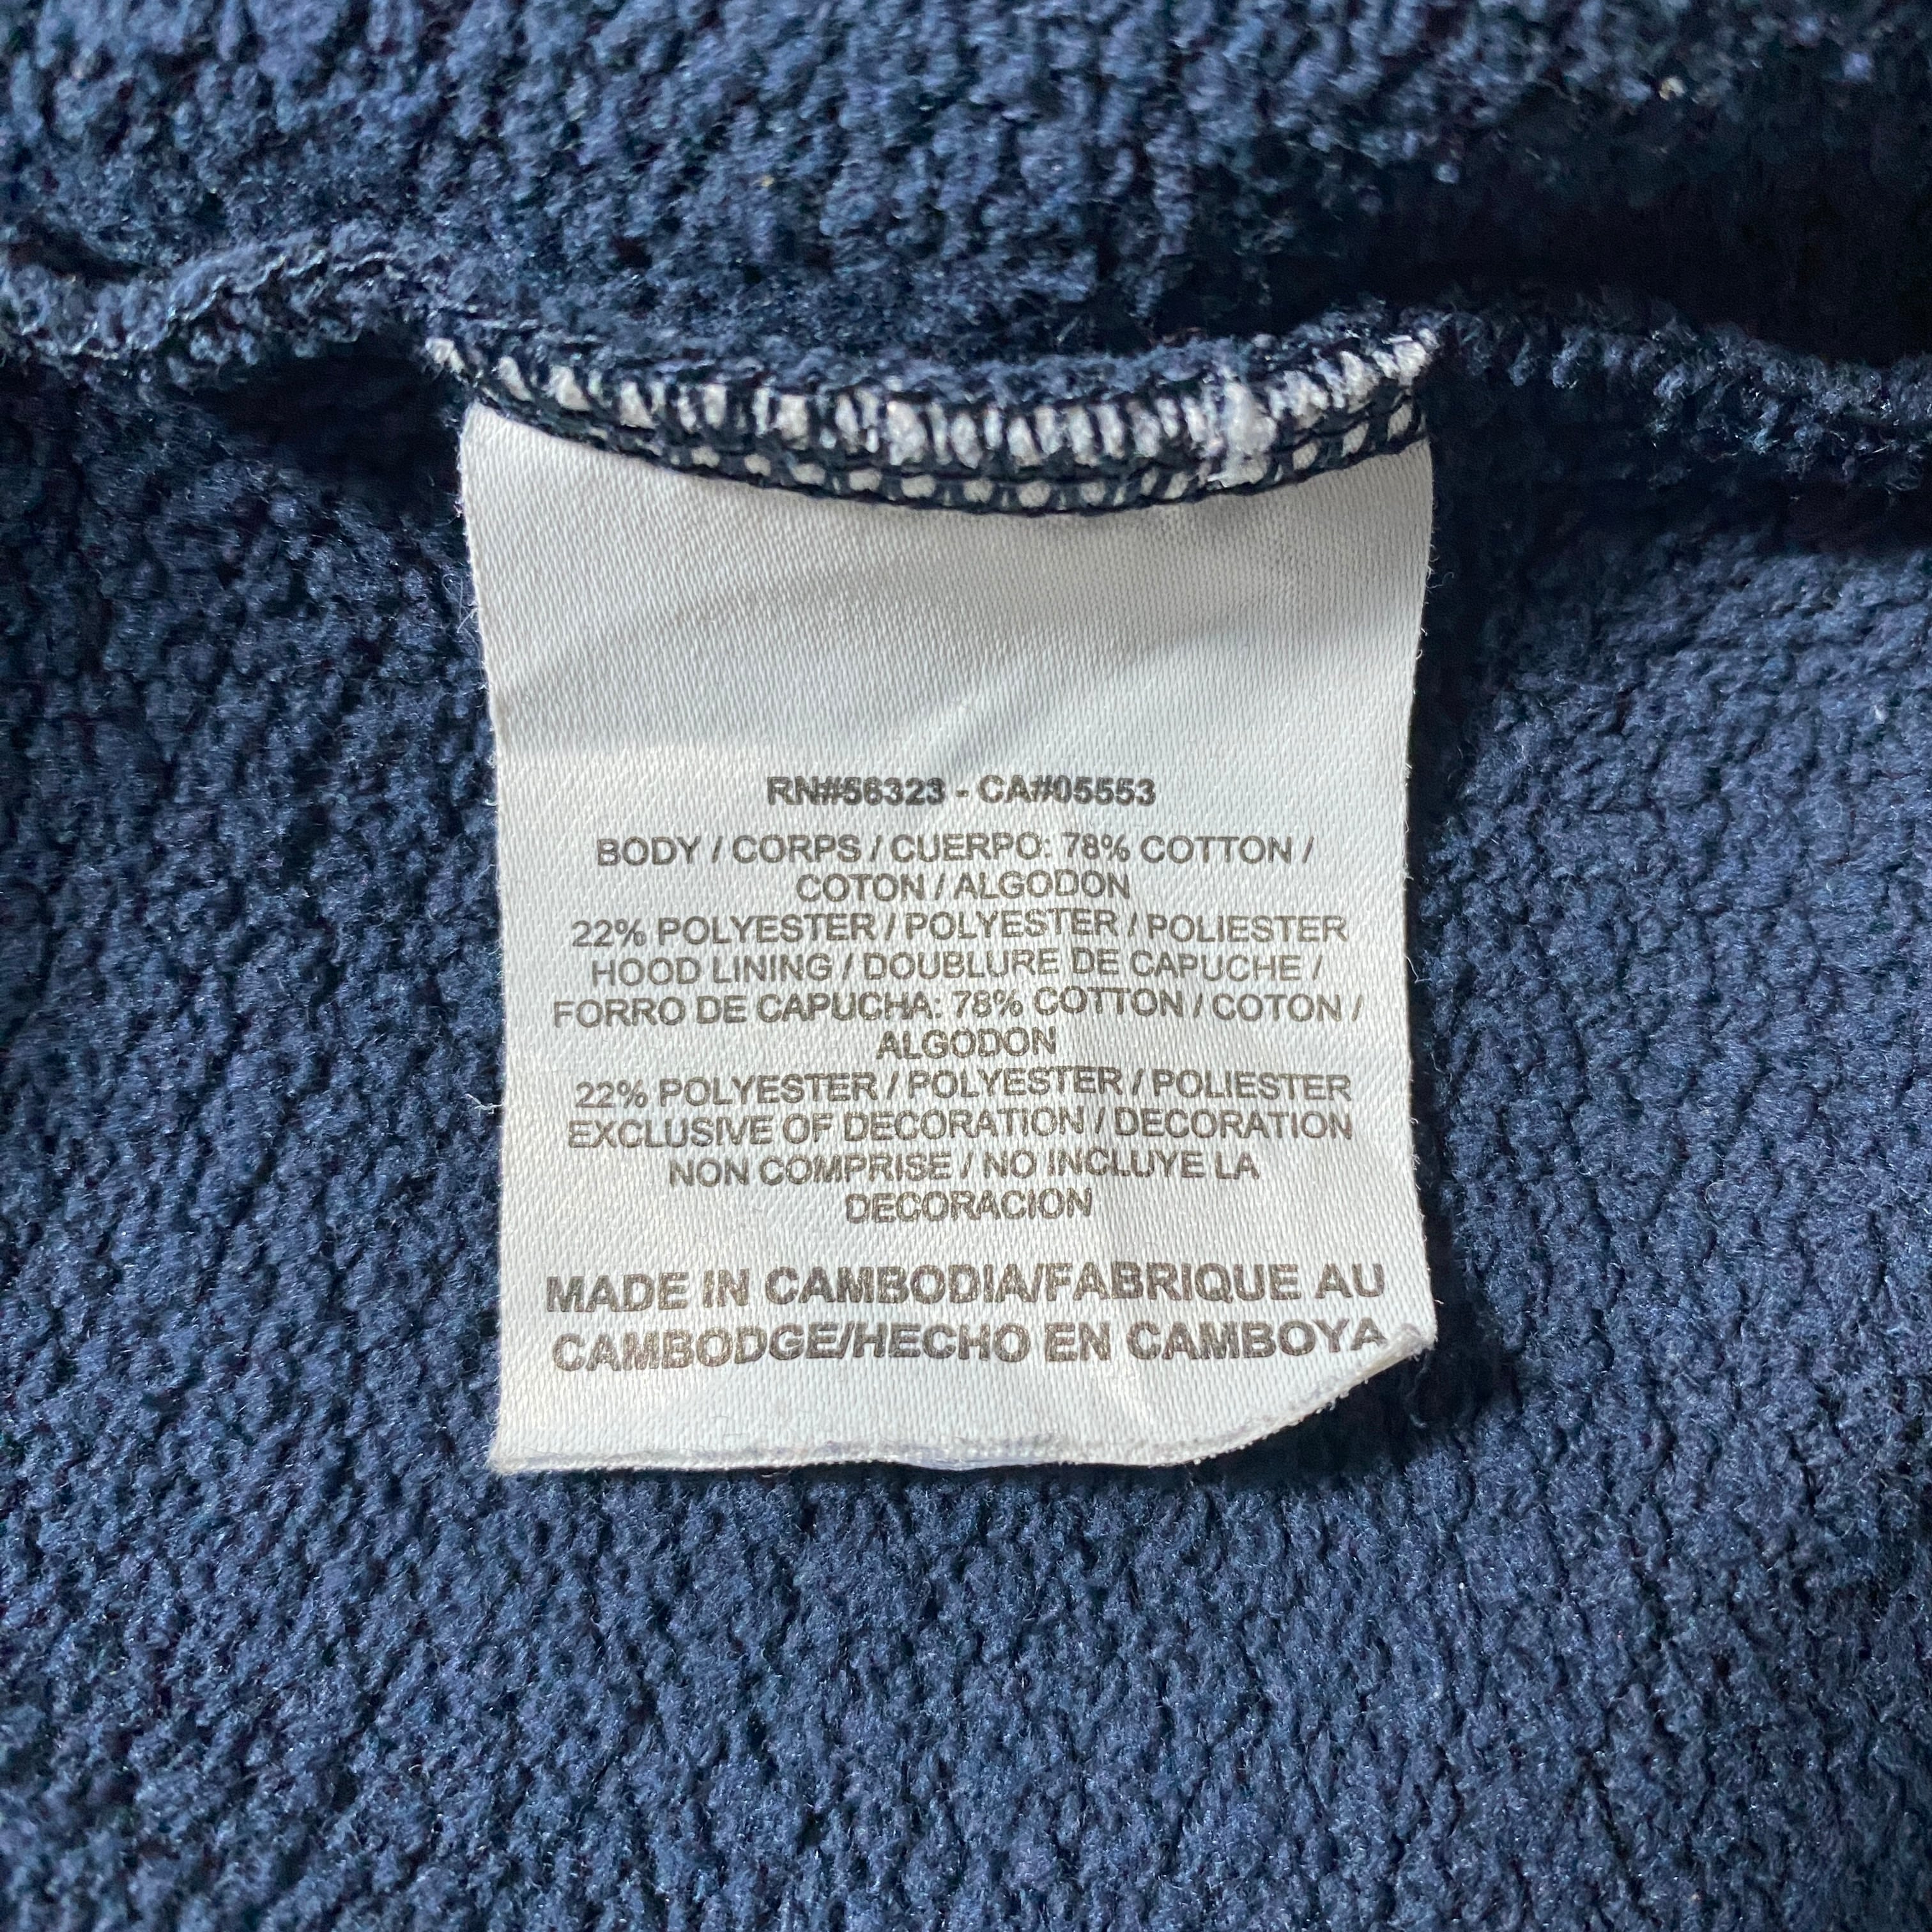 RN#56323 - CA#05553
BODY / CORPS / CUERPO: 78% COTTON /
COTON / ALGODON
22% POLYESTER / POLYESTER / POLIESTER
HOOD LINING / DOUBLURE DE CAPUCHE /
FORRO DE CAPUCHA: 78% COTTON / COTON /
ALGODON
22% POLYESTER / POLYESTER / POLIESTER
EXCLUSIVE OF DECORATION / DECORATION
NON COMPRISE / NO INCLUYE LA
DECORACION
MADE IN CAMBODIA/FABRIQUE AU
CAMBODGE/HECHO EN CAMBOYA